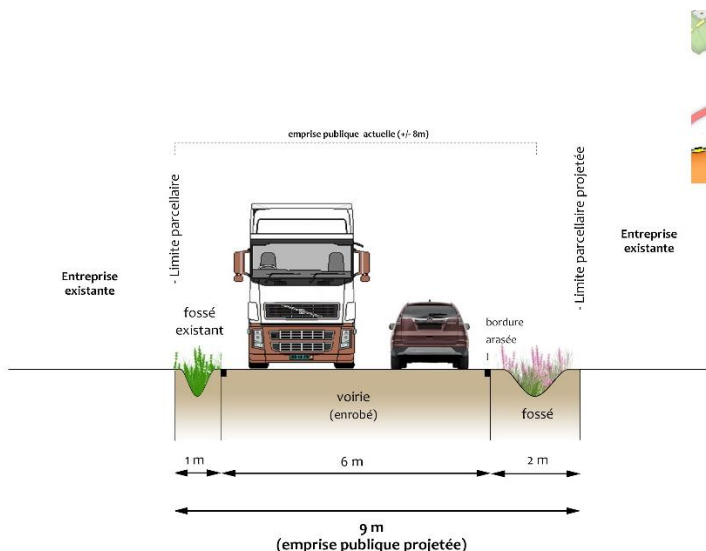 emprise publique actuelle (+/- 8m)
- Limite parcellaire
- Limite parcellaire projetée
Entreprise
existante
Entreprise
existante
fossé
existant
bordure
arasée
voirie
(enrobé)
fossé
1 m
6 m
2 m
9 m
(emprise publique projetée)